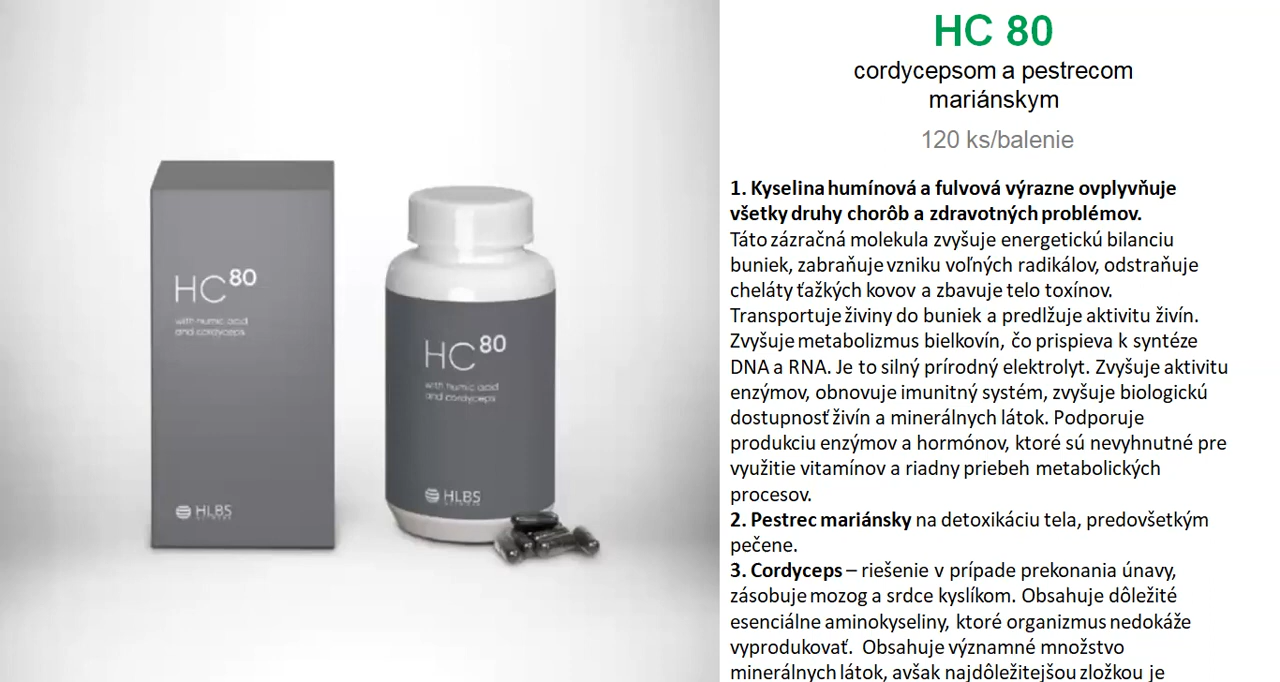 HC 80
with humic acid
and cordyceps
HLBS
HC 80
with humic acid
and cordyceps
HLBS
HC 80
cordycepsom a pestrecom
mariánskym
120 ks/balenie
1. Kyselina humínová a fulvová výrazne ovplyvňuje
všetky druhy chorôb a zdravotných problémov.
Táto zázračná molekula zvyšuje energetickú bilanciu
buniek, zabraňuje vzniku voľných radikálov, odstraňuje
cheláty ťažkých kovov a zbavuje telo toxínov.
Transportuje živiny do buniek a predlžuje aktivitu živín.
Zvyšuje metabolizmus bielkovín, čo prispieva k syntéze
DNA a RNA. Je to silný prírodný elektrolyt. Zvyšuje aktivitu
enzýmov, obnovuje imunitný systém, zvyšuje biologickú
dostupnosť živín a minerálnych látok. Podporuje
produkciu enzýmov a hormónov, ktoré sú nevyhnutné pre
využitie vitamínov a riadny priebeh metabolických
procesov.
2. Pestrec mariánsky na detoxikáciu tela, predovšetkým
pečene.
3. Cordyceps – riešenie v prípade prekonania únavy,
zásobuje mozog a srdce kyslíkom. Obsahuje dôležité
esenciálne aminokyseliny, ktoré organizmus nedokáže
vyprodukovať. Obsahuje významné množstvo
minerálnych látok, avšak najdôležitejšou zložkou je